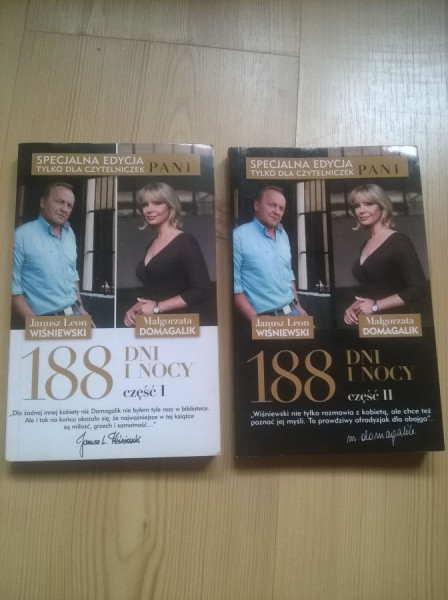 SPECJALNA EDYCJA
TYLKO DLA CZYTELNICZEK
PANI
Janusz Leon
WIŚNIEWSKI
Małgorzata
DOMAGALIK
188 DNI
I NOCY
część I
„Dla żadnej innej kobiety niż Domagalik nie byłem tyle razy w bibliotece.
Ale i tak na końcu okazało się, że najważniejsze w tej książce
są miłość, grzech i samotność...”
Janusz L. Wiśniewski
SPECJALNA EDYCJA
TYLKO DLA CZYTELNICZEK
PANI
Janusz Leon
WIŚNIEWSKI
Małgorzata
DOMAGALIK
188 DNI
I NOCY
część II
„Wiśniewski nie tylko rozmawia z kobietą, ale chce też
poznać jej myśli. To prawdziwy afrodyzjak dla obojga”.
m. domagalik